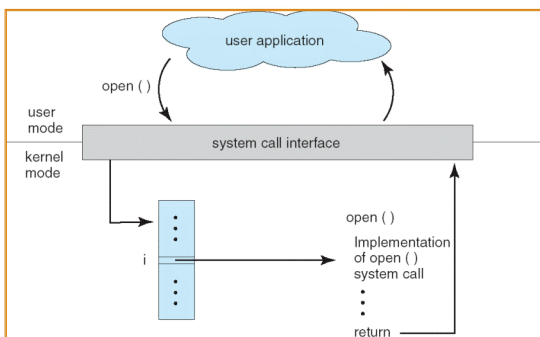 user application
open ( )
user
mode
system call interface
kernel
mode
open ( )
i
Implementation
of open ( )
system call
return